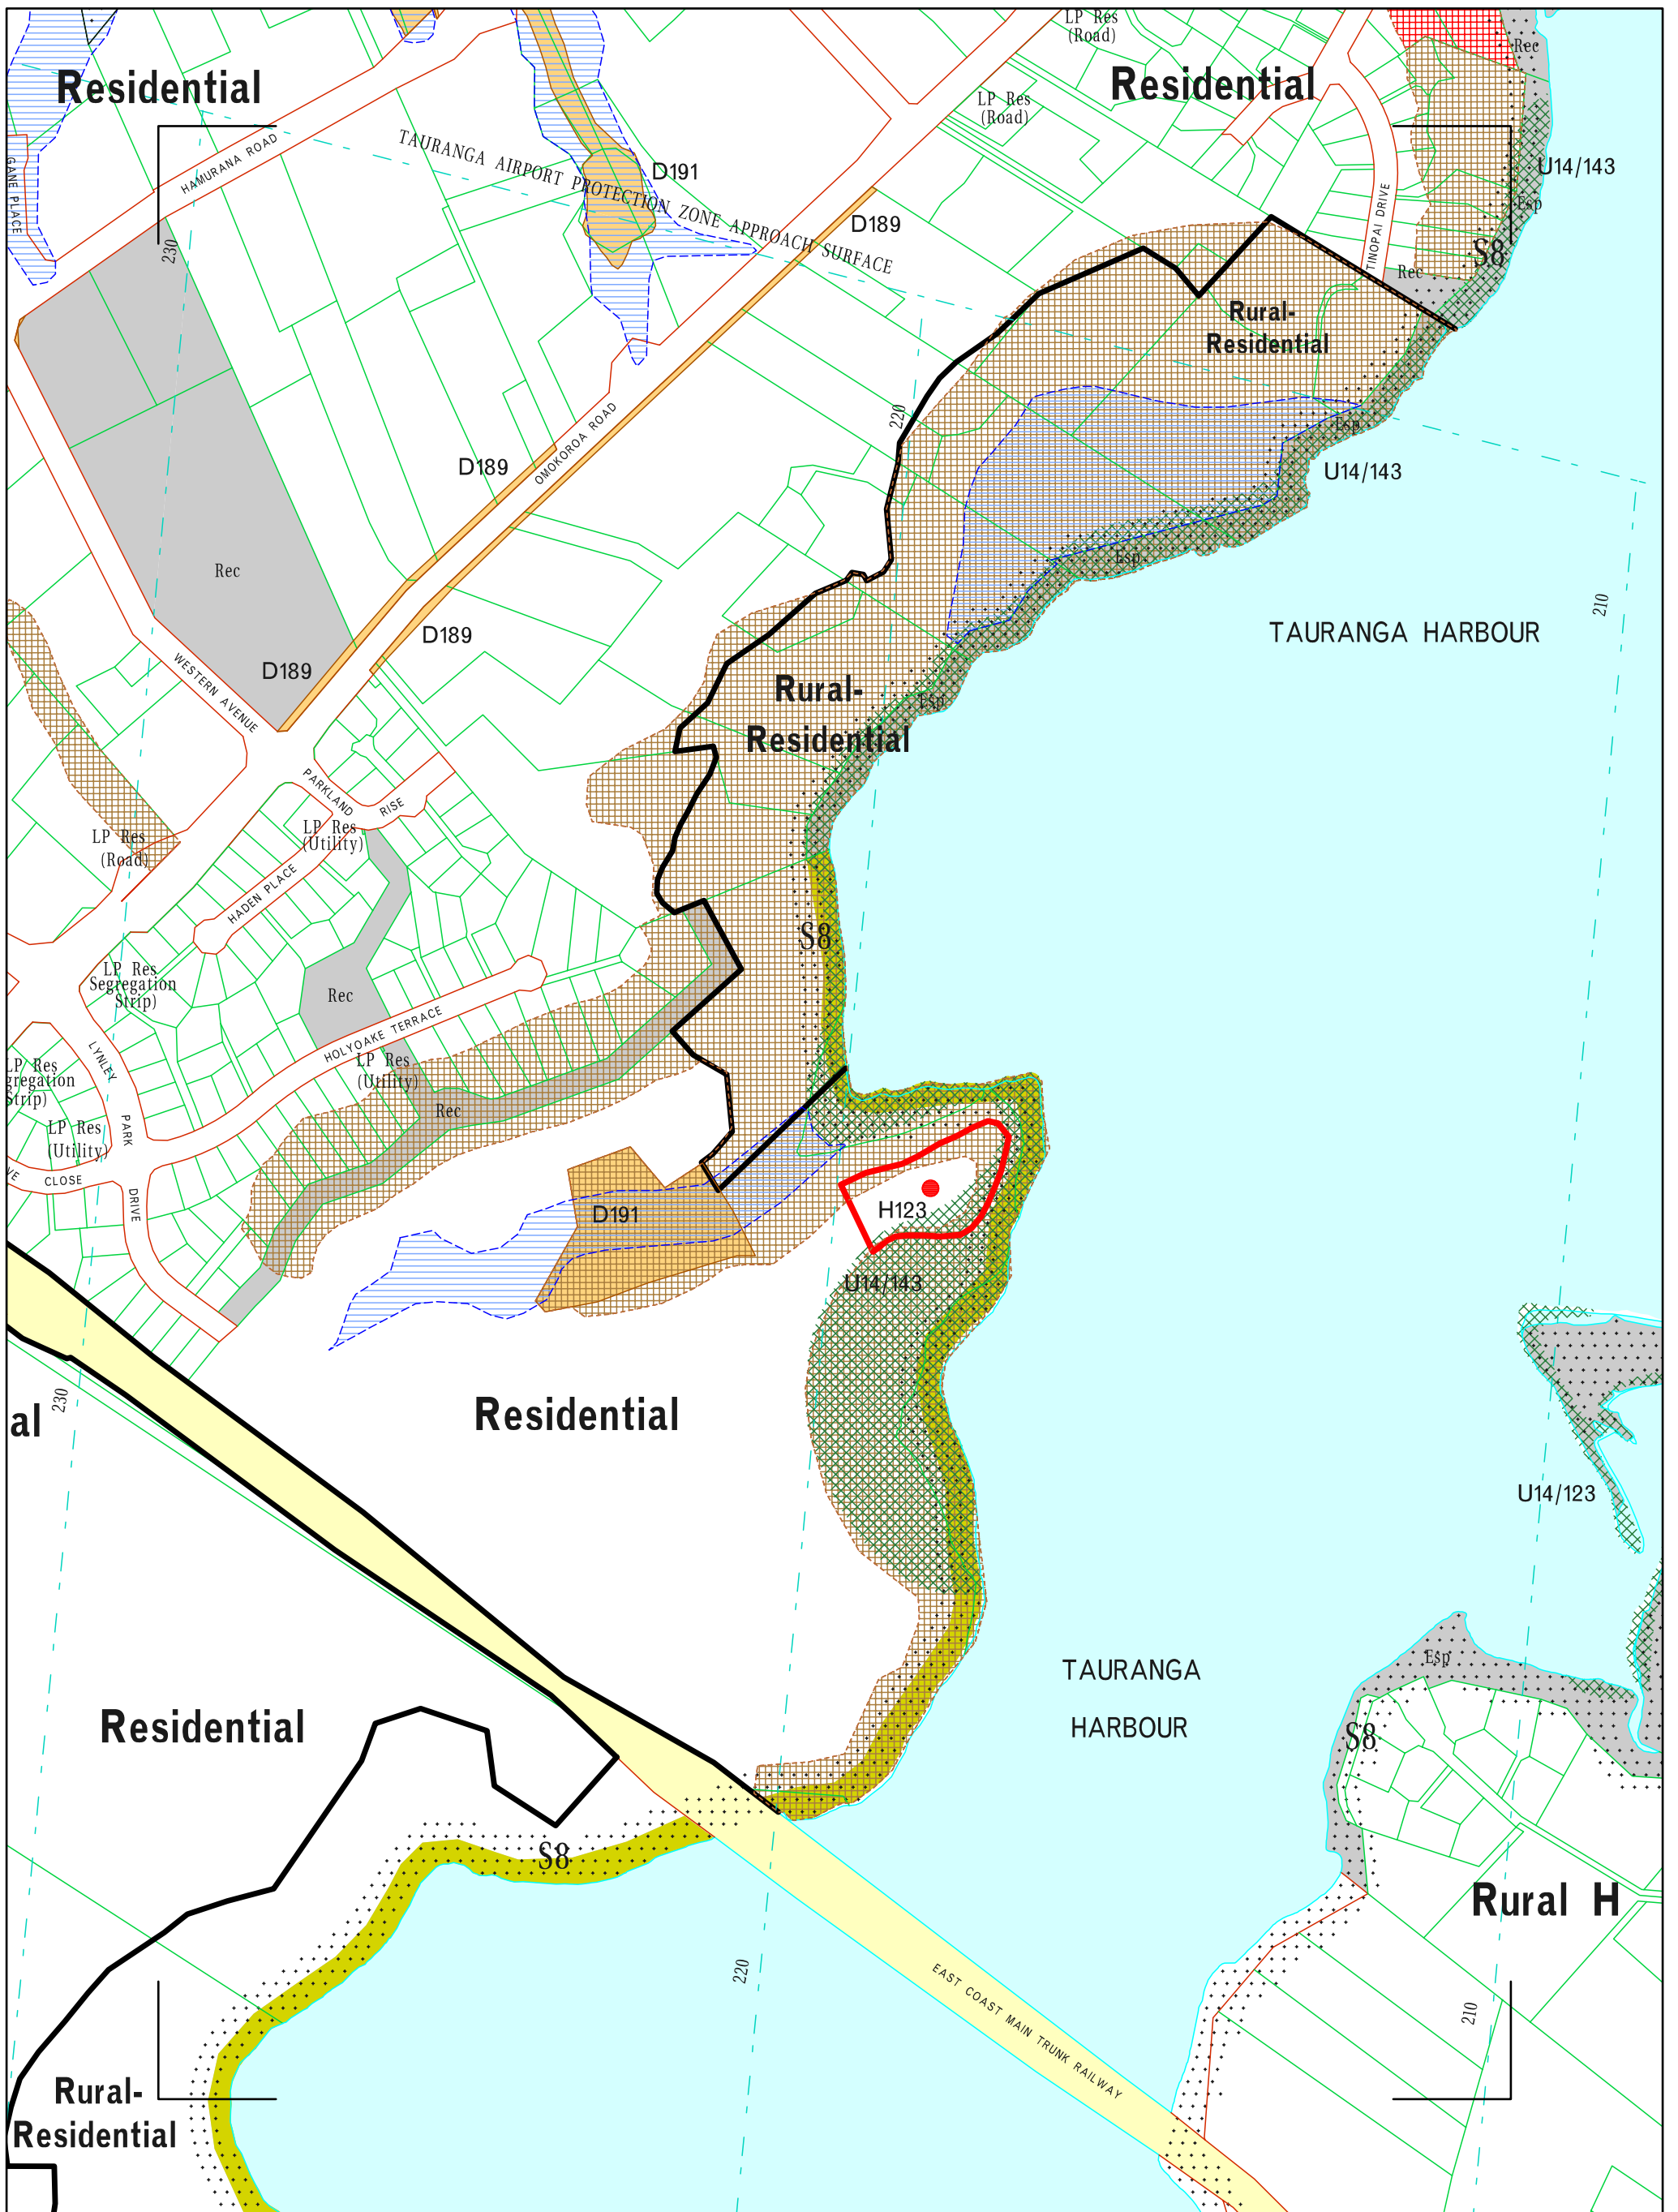 LP Res
(Road)
Rec
Residential
Residential
LP Res
(Road)
HAMURANA ROAD
TAURANGA AIRPORT PROTECTION ZONE APPROACH SURFACE
D191
U14/143
GANE PLACE
Esp
D189
TINOPAI DRIVE
230
S8
Rec
Rural-
Residential
220
Esp
D189
OMOKOROA ROAD
U14/143
Esp
Rec
210
TAURANGA HARBOUR
D189
WESTERN AVENUE
D189
Rural-
Residential
Esp
PARKLAND RISE
LP Res
(Utility)
LP Res
(Road)
HADEN PLACE
S8
LP Res
Segregation
Strip)
Rec
HOLYOAKE TERRACE
LP Res
(Utility)
LP Res
gregation
Strip)
LYNLEY PARK DRIVE
Rec
LP Res
(Utility)
VE CLOSE
D191
H123
U14/143
230
al
Residential
U14/123
Esp
TAURANGA
HARBOUR
Residential
S8
S8
Rural H
220
EAST COAST MAIN TRUNK RAILWAY
210
Rural-
Residential